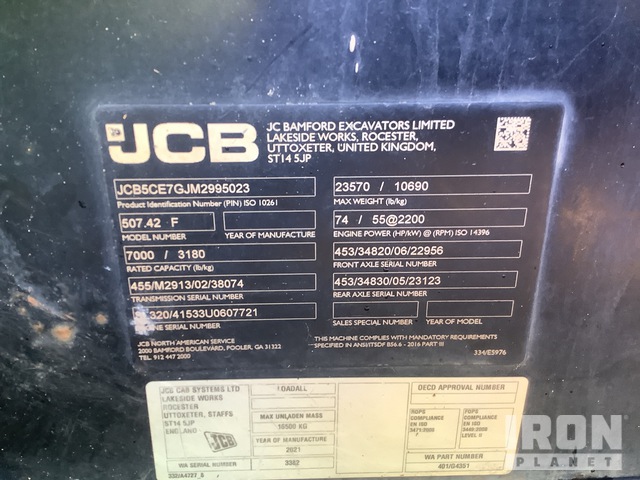 JCB
JC BAMFORD EXCAVATORS LIMITED
LAKESIDE WORKS, ROCESTER,
UTTOXETER, UNITED KINGDOM,
ST14 5JP
JCB5CE7GJM2995023
Product Identification Number (PIN) ISO 10261
507.42 F
MODEL NUMBER
YEAR OF MANUFACTURE
7000 / 3180
RATED CAPACITY (lb/kg)
455/M2913/02/38074
TRANSMISSION SERIAL NUMBER
320/41533U0607721
ENGINE SERIAL NUMBER
23570 / 10690
MAX WEIGHT (lb/kg)
74 / 55@2200
ENGINE POWER (HP/kW) @ (RPM) ISO 14396
453/34820/06/22956
FRONT AXLE SERIAL NUMBER
453/34830/05/23123
REAR AXLE SERIAL NUMBER
SALES SPECIAL NUMBER
YEAR OF MODEL
JCB NORTH AMERICAN SERVICE
2000 BAMFORD BOULEVARD, POOLER, GA 31322
TEL 912 447 2000
THIS MACHINE COMPLIES WITH MANDATORY REQUIREMENTS
SPECIFIED IN ANSI/ITSDF B56.6 - 2016 PART III
334/E5976
JCB CAB SYSTEMS LTD
LAKESIDE WORKS
ROCESTER
UTTOXETER, STAFFS
ST14 5JP
ENGLAND
JCB
WA SERIAL NUMBER
332/A4727
LOADALL
MAX UNLADEN MASS
10500 KG
YEAR OF MANUFACTURE
2021
3362
OECD APPROVAL NUMBER
ROPS
COMPLIANCE
EN ISO
3471:2008
FOPS
COMPLIANCE
EN ISO
3449:2008
LEVEL II
WA PART NUMBER
401/D4351
IRON
PLANET